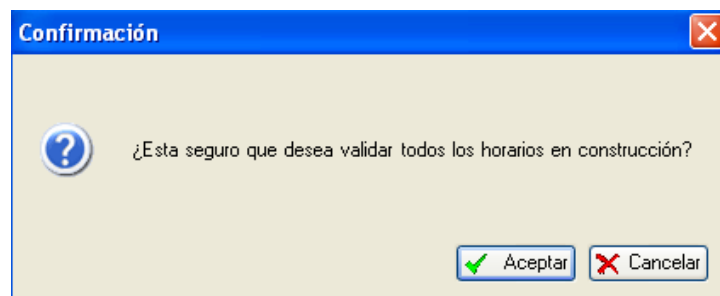 Confirmación
¿Esta seguro que desea validar todos los horarios en construcción?
Aceptar Cancelar